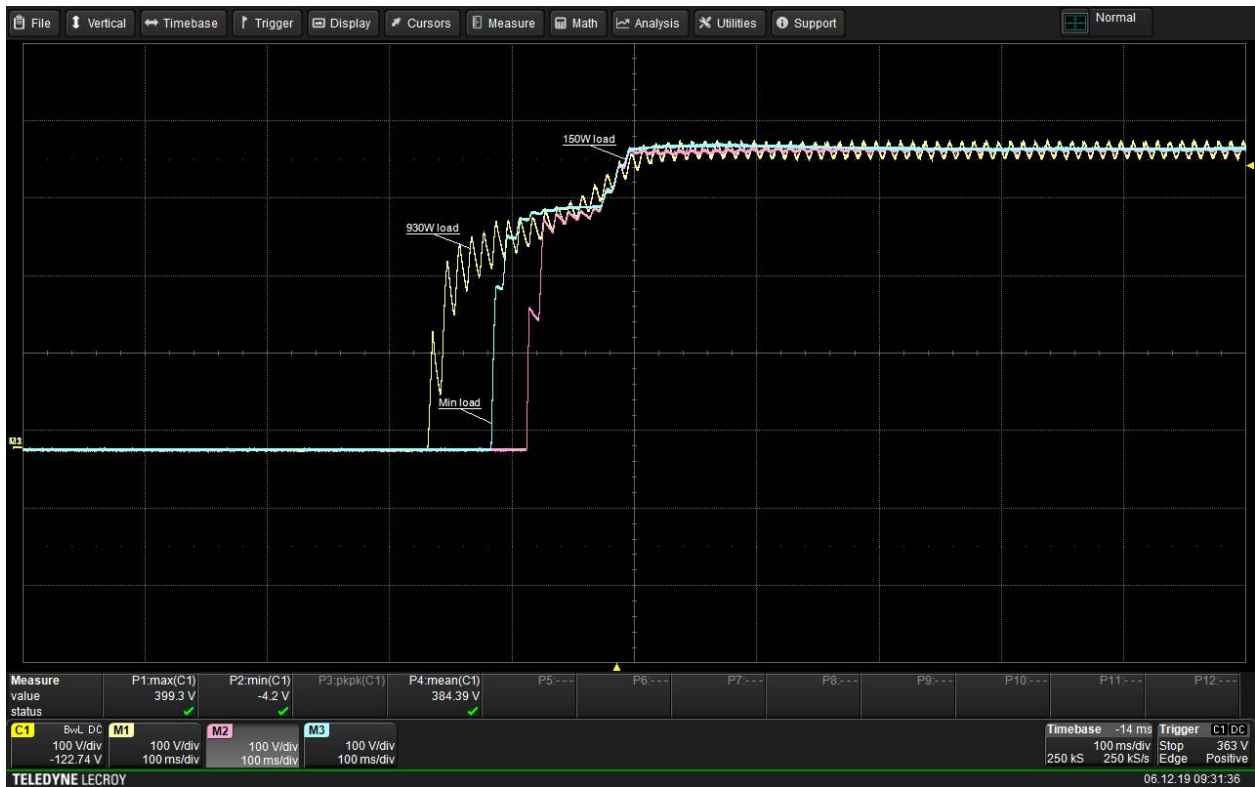 File Vertical Timebase Trigger Display Cursors Measure Math Analysis Utilities Support Normal
150W load
930W load
Min load
M3
Measure P1:max(C1) P2:min(C1) P3:pkpk(C1) P4:mean(C1) P5:--- P6:--- P7:--- P8:--- P9:--- P10:--- P11:--- P12:---
value 399.3 V -4.2 V 384.39 V
status
C1 BwL DC M1 M2 M3 Timebase -14 ms Trigger C1 DC
100 V/div 100 V/div 100 V/div 100 V/div 100 ms/div Stop 363 V
-122.74 V 100 ms/div 100 ms/div 100 ms/div 250 kS 250 kS/s Edge Positive
TELEDYNE LECROY 06.12.19 09:31:36